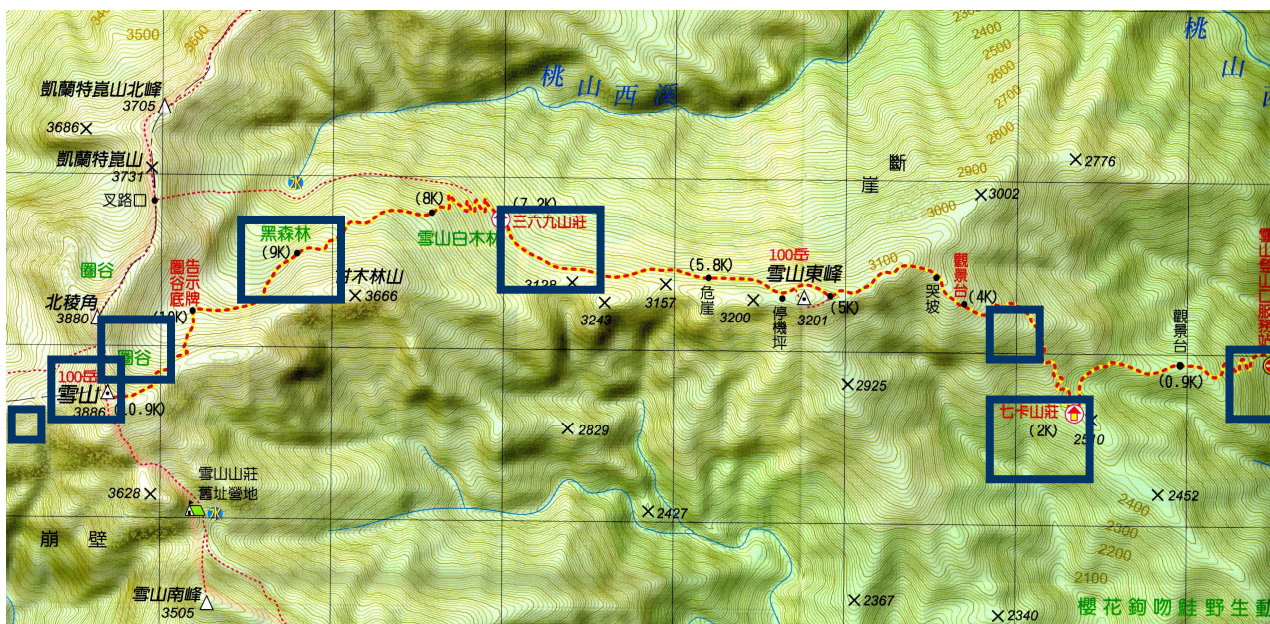 3500
3500
桃山西溪
桃
山
西
2400
2500
2600
2700
2800
2900
3000
3100
凱蘭特崑山北峰
3705
3686
凱蘭特崑山
3731
叉路口
水
斷
崖
2776
3002
(8K)
(7.2K)
三六九山莊
黑森林
(9K)
雪山白木林
圈谷
告示牌
圈谷底
(10K)
北稜角
3880
3666
3128
3243
3157
(5.8K)
危崖
3200
100岳
雪山東峰
停機坪
3201
(5K)
哭坡
觀景台
(4K)
觀景台
(0.9K)
圈谷
100岳
雪山
3886
2925
七卡山莊
(2K)
2510
2829
雪山山莊
舊址營地
水
3628
2427
2452
2400
2300
2200
2100
崩壁
雪山南峰
3505
2367
2340
櫻花鉤吻鮭野生動